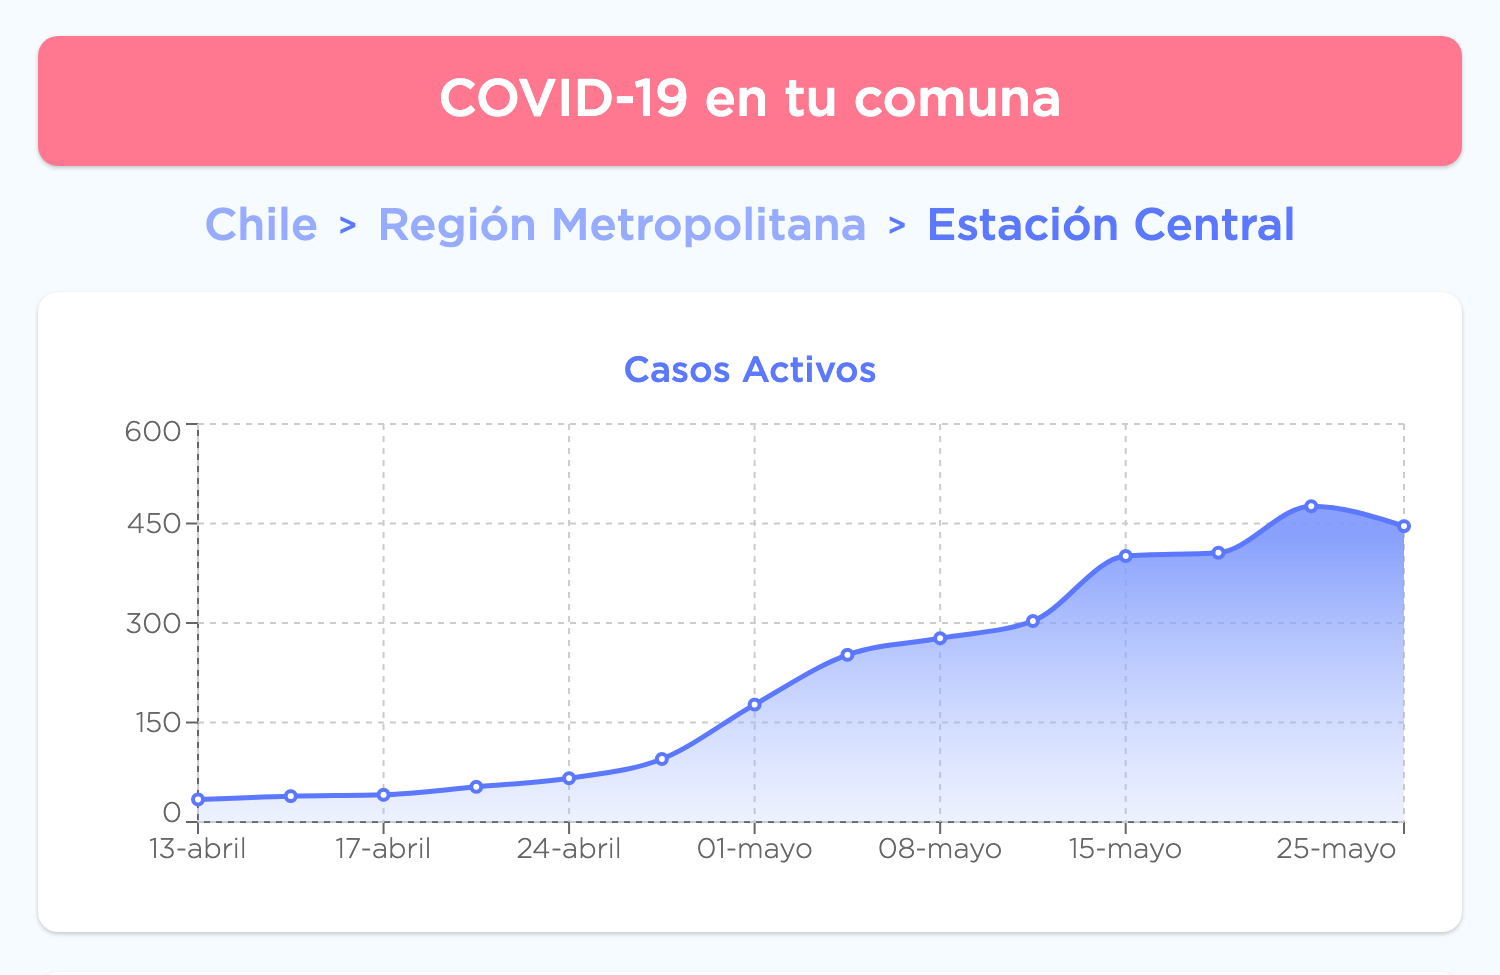 COVID-19 en tu comuna
Chile > Región Metropolitana > Estación Central
Casos Activos
600
450
300
150
0
13-abril 17-abril 24-abril 01-mayo 08-mayo 15-mayo 25-mayo